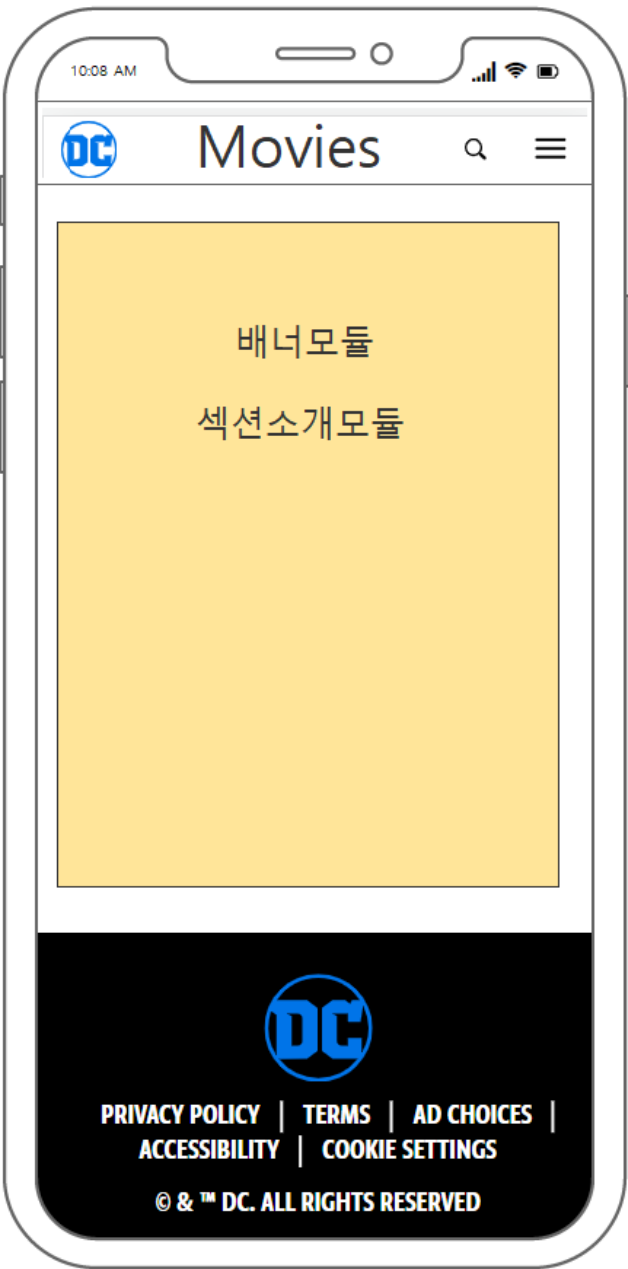 10:08 AM
DC Movies
배너모듈
섹션소개모듈
DC
PRIVACY POLICY | TERMS | AD CHOICES |
ACCESSIBILITY | COOKIE SETTINGS
© & ™ DC. ALL RIGHTS RESERVED